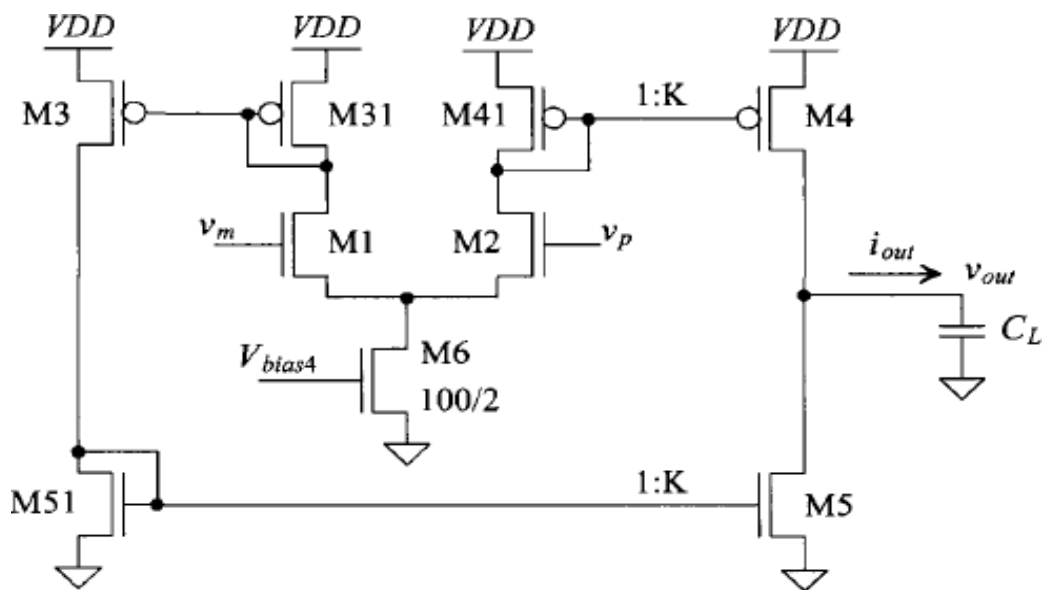 VDD VDD VDD VDD
M3 M31 M41 1:K M4
v_m M1 M2 v_p
i_out v_out
C_L
V_bias4 M6
100/2
M51 1:K M5